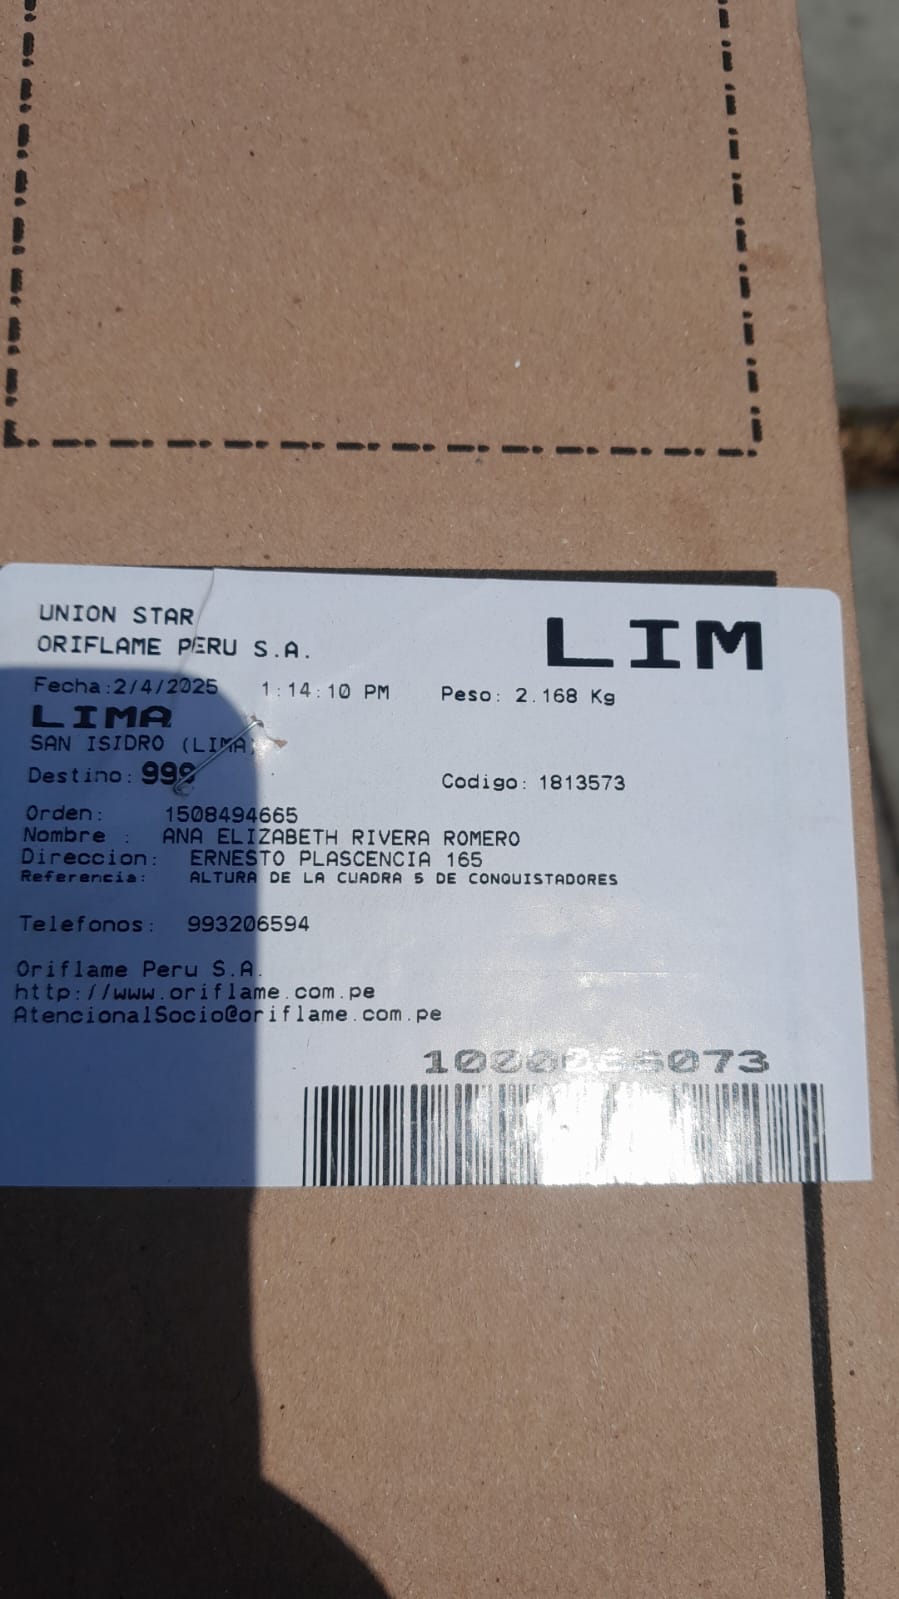 UNION STAR
ORIFLAME PERU S.A.
LIM
Fecha:2/4/2025 1:14:10 PM Peso: 2.168 Kg
LIMA
SAN ISIDRO (LIMA)
Destino: 999 Codigo: 1813573
Orden: 1508494665
Nombre : ANA ELIZABETH RIVERA ROMERO
Direccion: ERNESTO PLASCENCIA 165
Referencia: ALTURA DE LA CUADRA 5 DE CONQUISTADORES
Telefonos: 993206594
Oriflame Peru S.A.
http://www.oriflame.com.pe
AtencionalSocio@oriflame.com.pe